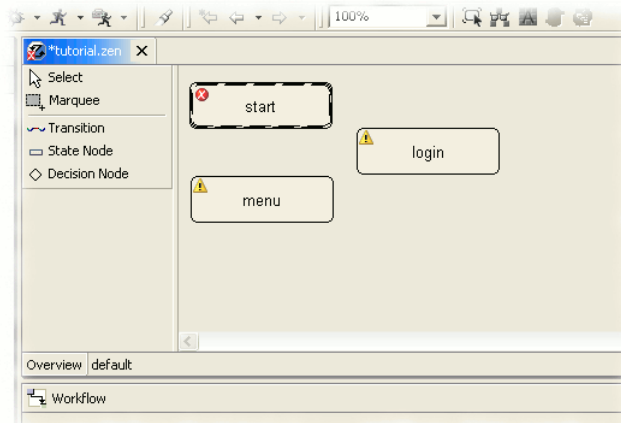 100%
*tutorial.zen
Select
Marquee
Transition
State Node
Decision Node
start
login
menu
Overview default
Workflow